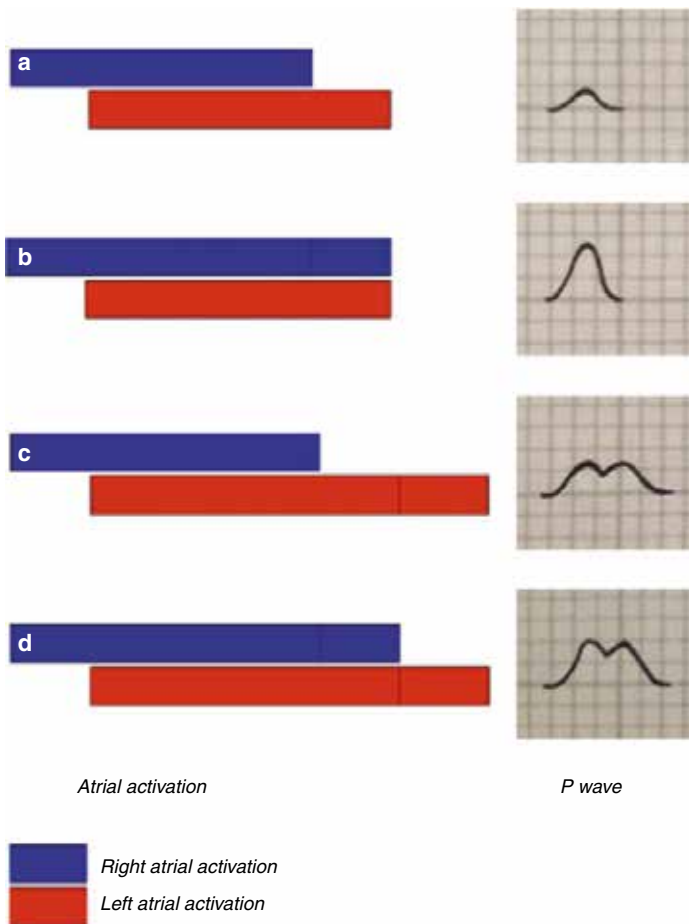 a
b
c
d
Atrial activation
P wave
Right atrial activation
Left atrial activation